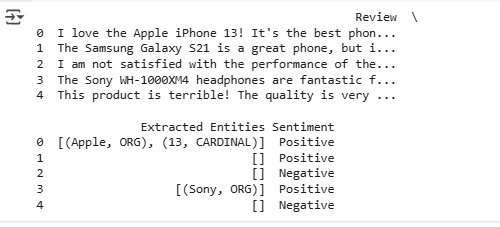 Review \
0 I love the Apple iPhone 13! It's the best phon...
1 The Samsung Galaxy S21 is a great phone, but i...
2 I am not satisfied with the performance of the...
3 The Sony WH-1000XM4 headphones are fantastic f...
4 This product is terrible! The quality is very ...
Extracted Entities Sentiment
0 [(Apple, ORG), (13, CARDINAL)] Positive
1 [] Positive
2 [] Negative
3 [(Sony, ORG)] Positive
4 [] Negative